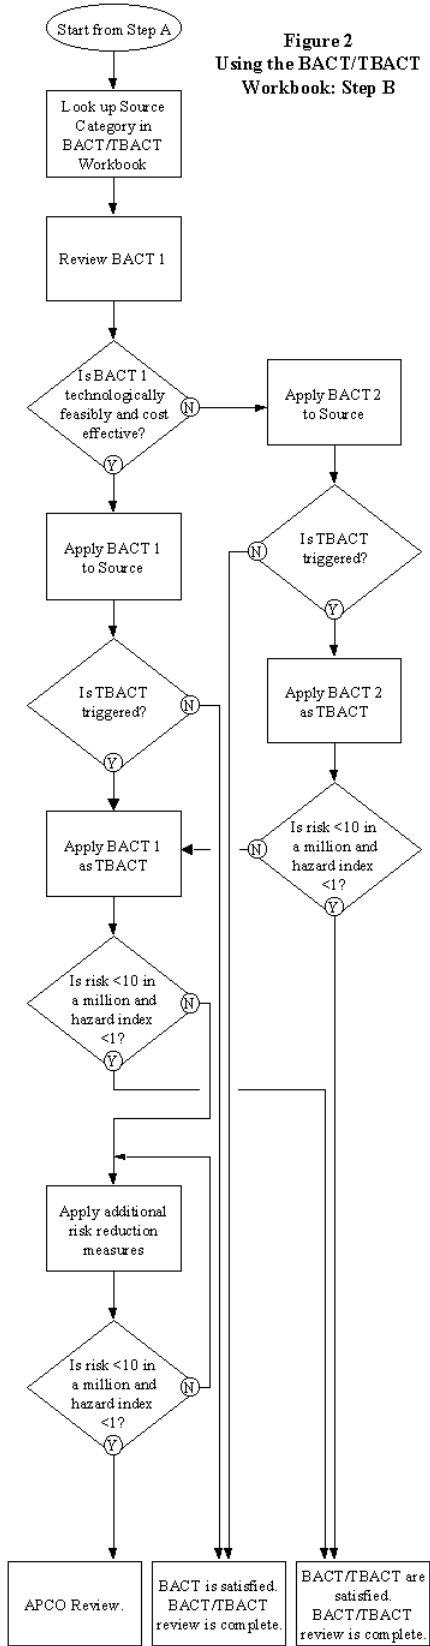 Start from Step A
Figure 2
Using the BACT/TBACT
Workbook: Step B
Look up Source
Category in
BACT/TBACT
Workbook
Review BACT 1
Is BACT 1
technologically
feasibly and cost
effective?
N
Y
Apply BACT 2
to Source
Apply BACT 1
to Source
Is TBACT
triggered?
N
Y
Is TBACT
triggered?
N
Y
Apply BACT 2
as TBACT
Apply BACT 1
as TBACT
Is risk <10 in
a million and
hazard index
<1?
N
Y
Is risk <10 in
a million and
hazard index
<1?
N
Y
Apply additional
risk reduction
measures
Is risk <10 in
a million and
hazard index
<1?
N
Y
APCO Review.
BACT is satisfied.
BACT/TBACT
review is complete.
BACT/TBACT are
satisfied.
BACT/TBACT
review is complete.